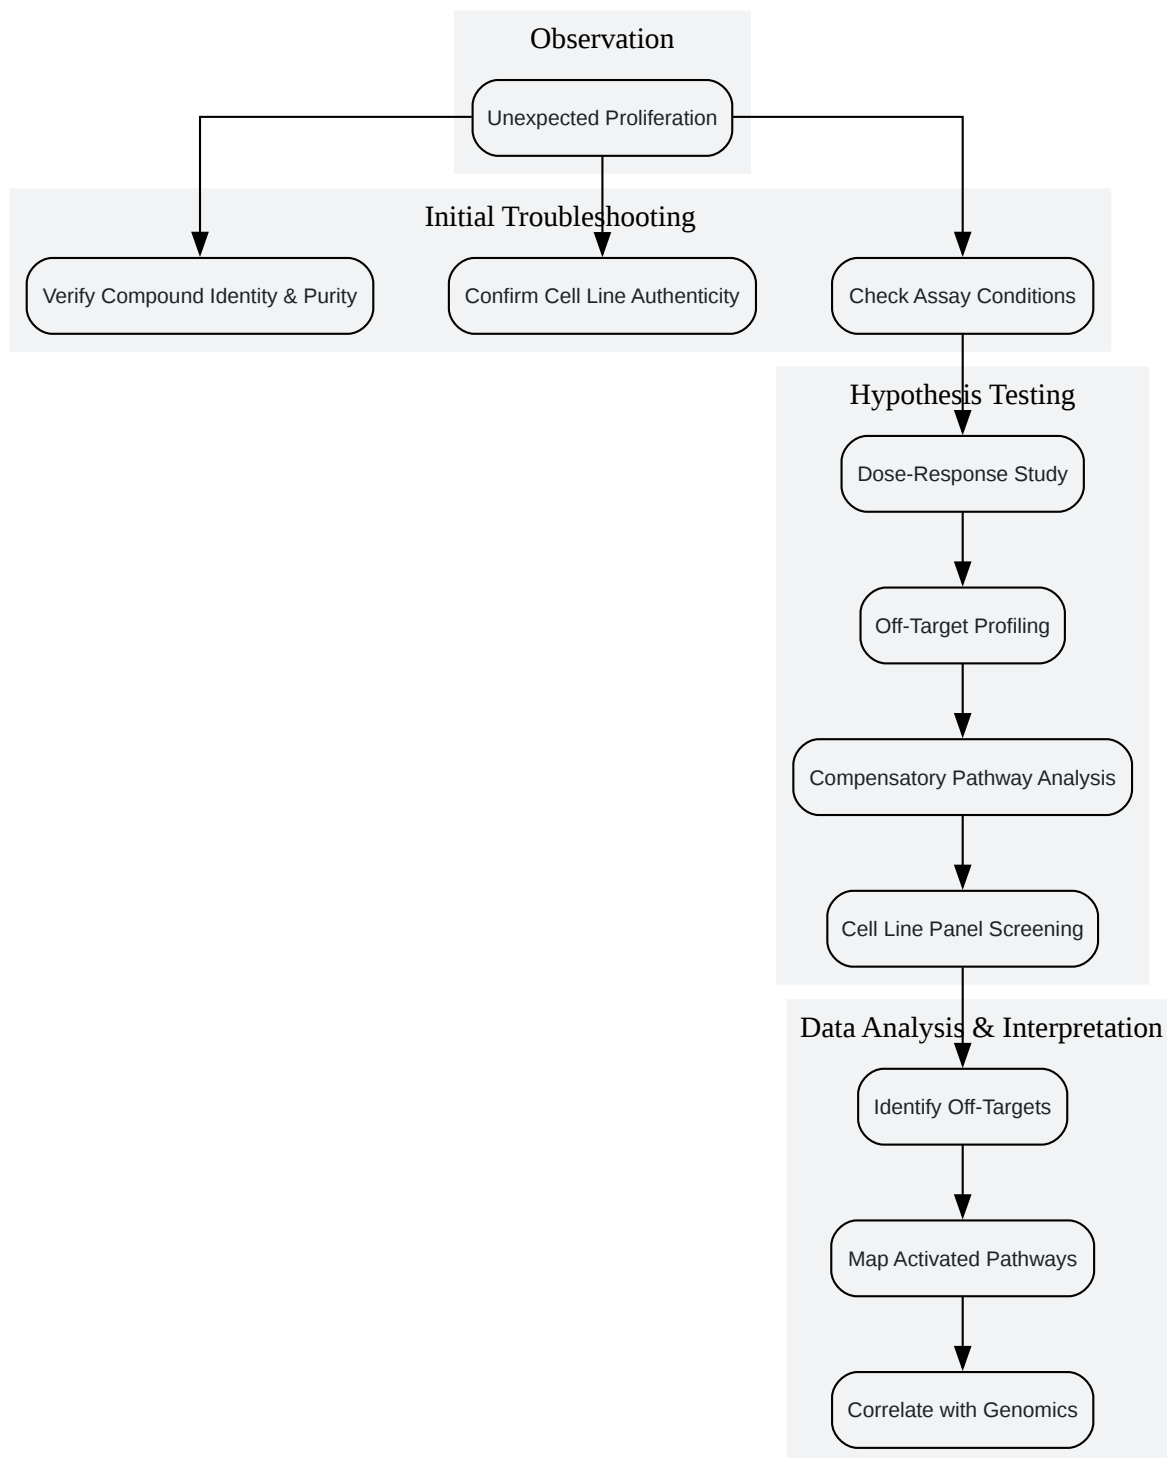 Observation
Unexpected Proliferation
Initial Troubleshooting
Verify Compound Identity & Purity
Confirm Cell Line Authenticity
Check Assay Conditions
Hypothesis Testing
Dose-Response Study
Off-Target Profiling
Compensatory Pathway Analysis
Cell Line Panel Screening
Data Analysis & Interpretation
Identify Off-Targets
Map Activated Pathways
Correlate with Genomics